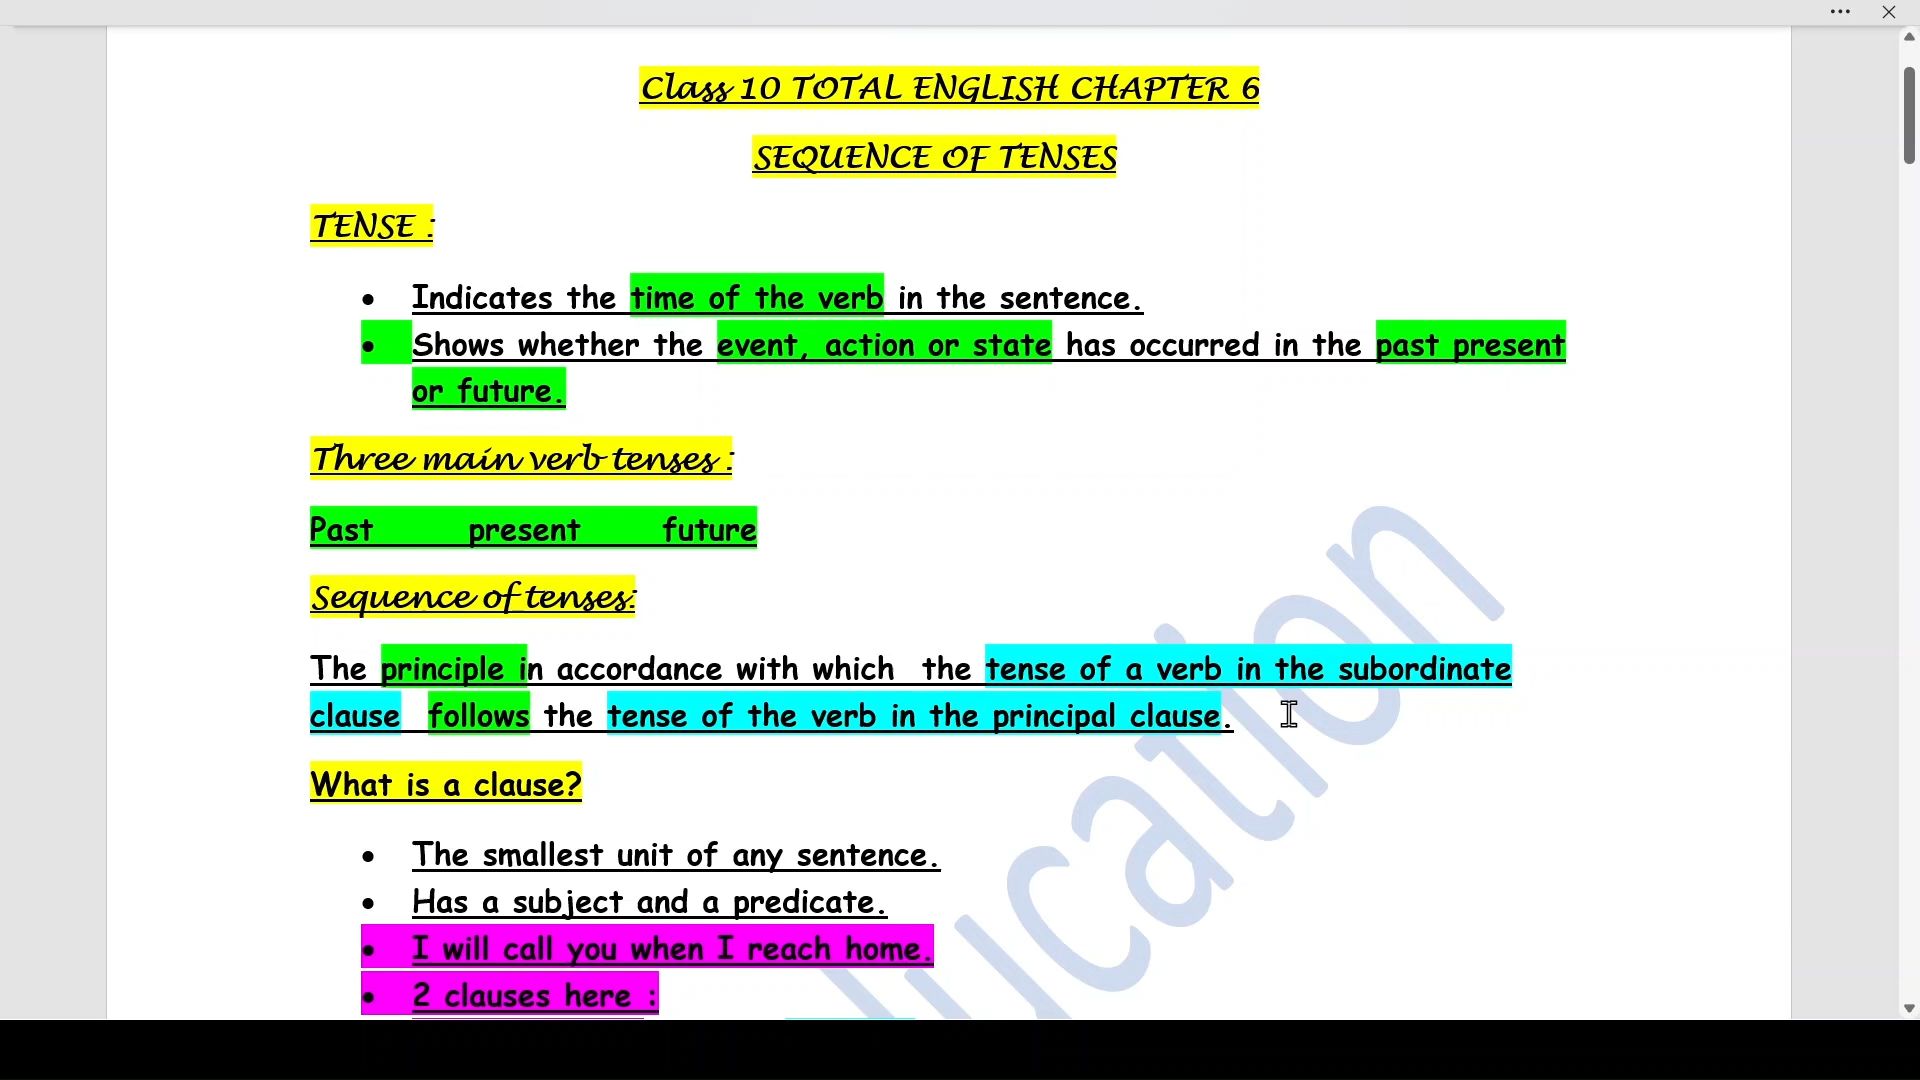 Class 10 TOTAL ENGLISH CHAPTER 6
SEQUENCE OF TENSES
TENSE :
• Indicates the time of the verb in the sentence.
• Shows whether the event, action or state has occurred in the past present
or future.
Three main verb tenses :
Past present future
Sequence of tenses:
The principle in accordance with which the tense of a verb in the subordinate
clause follows the tense of the verb in the principal clause.
What is a clause?
• The smallest unit of any sentence.
• Has a subject and a predicate.
• I will call you when I reach home.
• 2 clauses here :
ucation